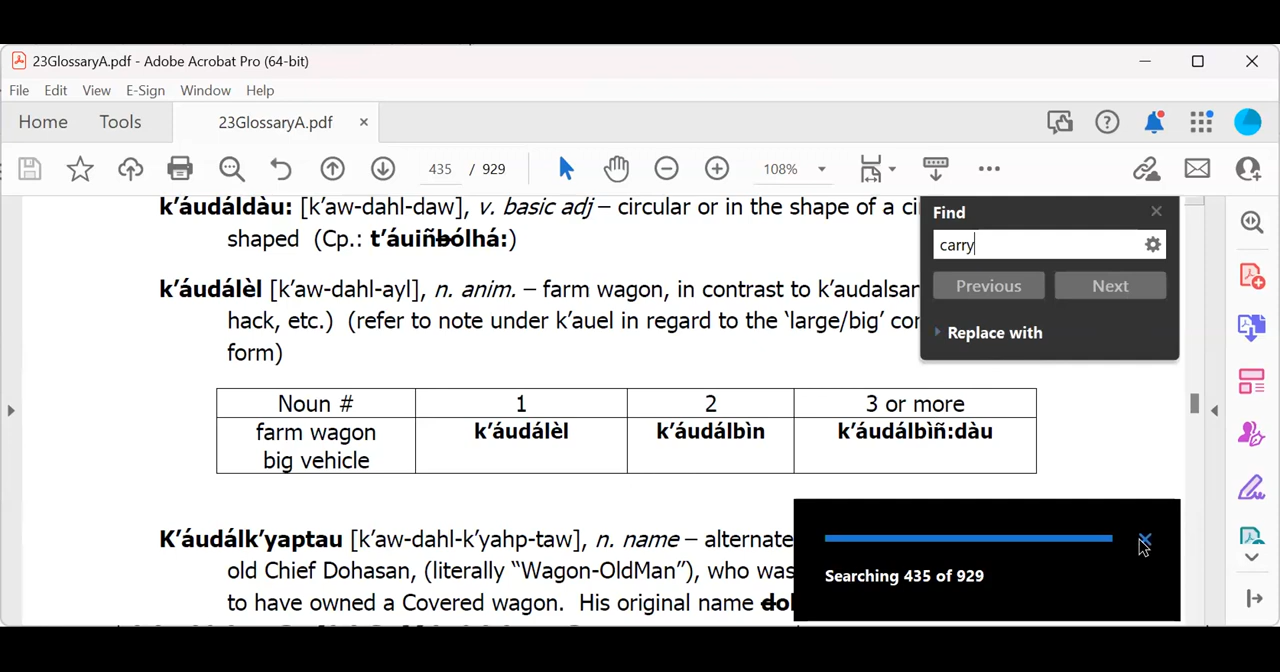 23GlossaryA.pdf - Adobe Acrobat Pro (64-bit)
File Edit View E-Sign Window Help
Home Tools 23GlossaryA.pdf ×
435 / 929 108%
k’áudáldàu: [k’aw-dahl-daw], v. basic adj – circular or in the shape of a ci
shaped (Cp.: t’áuiñbólhá:)
k’áudálèl [k’aw-dahl-ayl], n. anim. – farm wagon, in contrast to k’audalsan
hack, etc.) (refer to note under k’auel in regard to the ‘large/big’ co
form)
Noun # 1 2 3 or more
farm wagon k’áudálèl k’áudálbìn k’áudálbìñ:dàu
big vehicle
K’áudálk’yaptau [k’aw-dahl-k’yahp-taw], n. name – alternate
old Chief Dohasan, (literally “Wagon-OldMan”), who was
to have owned a Covered wagon. His original name
Find
carry
Previous Next
Replace with
Searching 435 of 929